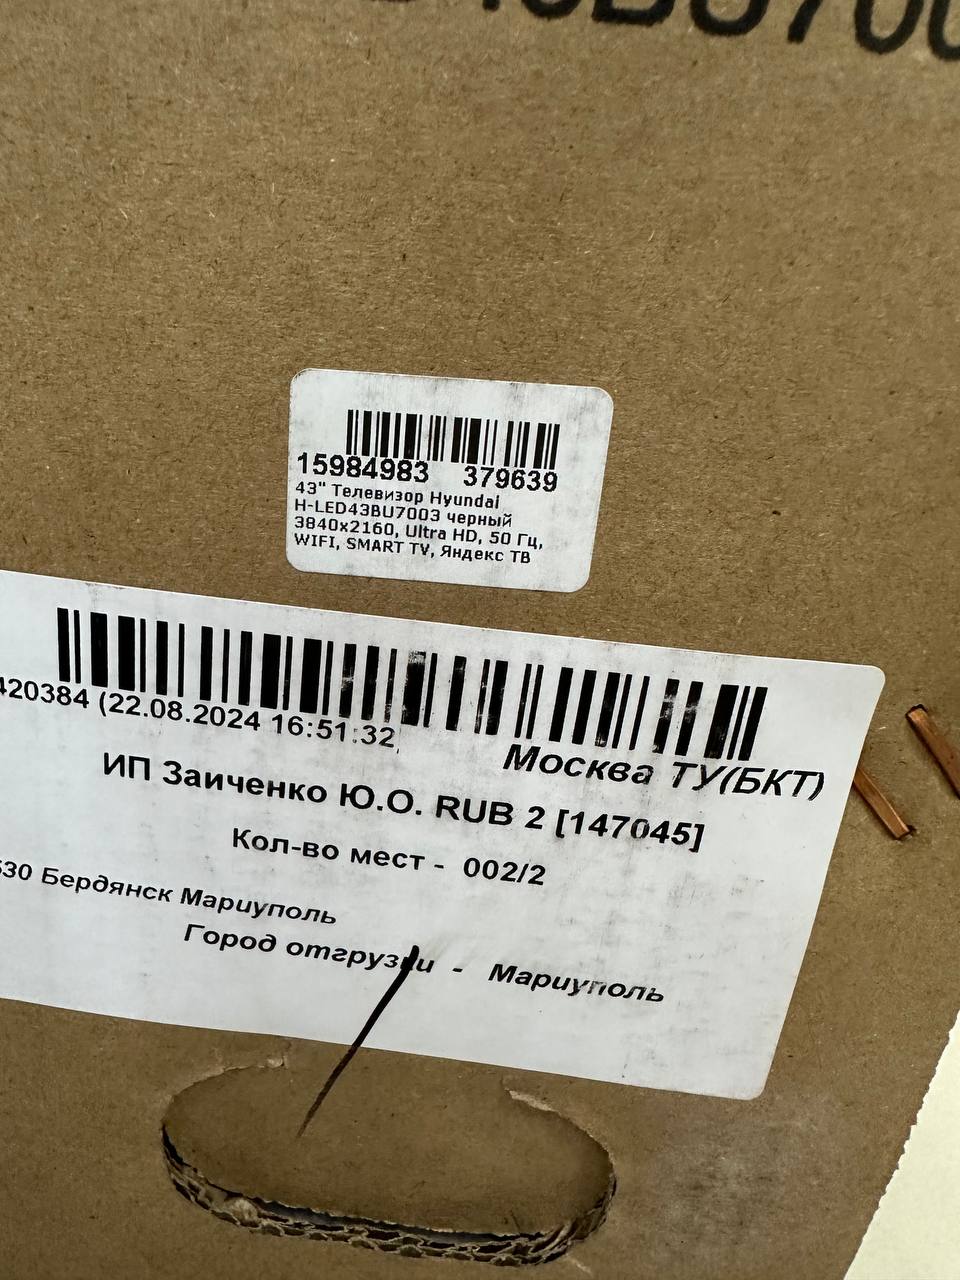 15984983 379639
43" Телевизор Hyundai
H-LED43BU7003 черный
3840x2160, Ultra HD, 50 Гц,
WIFI, SMART TV, Яндекс ТВ
420384 (22.08.2024 16:51:32
Москва ТУ(БКТ)
ИП Заиченко Ю.О. RUB 2 [147045]
Кол-во мест - 002/2
530 Бердянск Мариуполь
Город отгрузки - Мариуполь